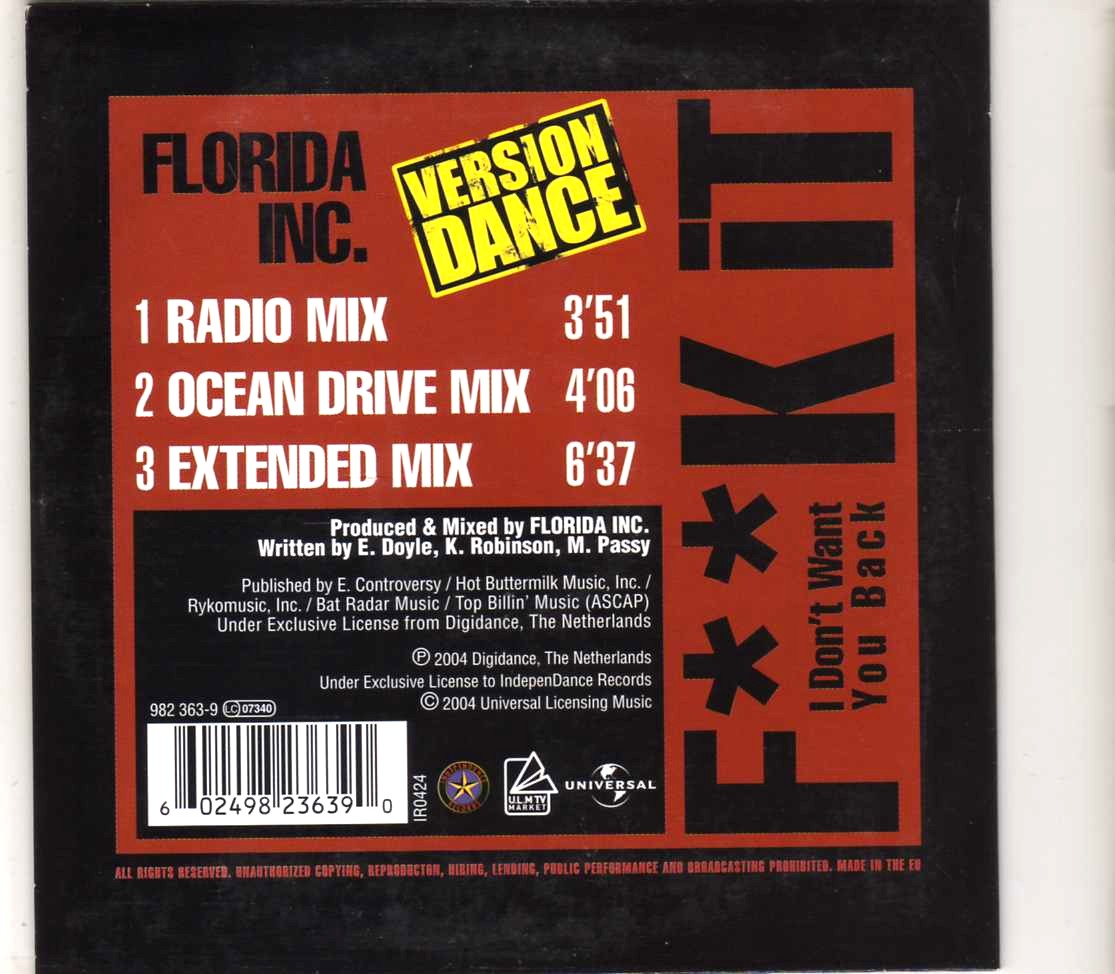 FLORIDA
INC.
VERSION
DANCE
1 RADIO MIX 3'51
2 OCEAN DRIVE MIX 4'06
3 EXTENDED MIX 6'37
Produced & Mixed by FLORIDA INC.
Written by E. Doyle, K. Robinson, M. Passy
Published by E. Controversy / Hot Buttermilk Music, Inc. /
Rykomusic, Inc. / Bat Radar Music / Top Billin' Music (ASCAP)
Under Exclusive License from Digidance, The Netherlands
℗ 2004 Digidance, The Netherlands
Under Exclusive License to IndepenDance Records
© 2004 Universal Licensing Music
982 363-9 LC 07340
6 02498 23639 0
IR0424
INDEPENDANCE
RECORDS
U.L.M TV
MARKET
UNIVERSAL
F**K iT
I Don't Want
You Back
ALL RIGHTS RESERVED. UNAUTHORIZED COPYING, REPRODUCTON, HIRING, LENDING, PUBLIC PERFORMANCE AND BROADCASTING PROHIBITED. MADE IN THE EU